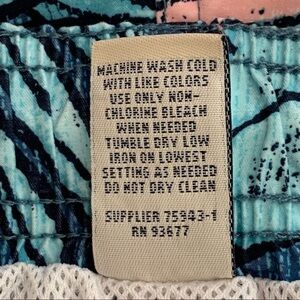 MACHINE WASH COLD
WITH LIKE COLORS
USE ONLY NON-
CHLORINE BLEACH
WHEN NEEDED
TUMBLE DRY LOW
IRON ON LOWEST
SETTING AS NEEDED
DO NOT DRY CLEAN
SUPPLIER 75943-1
RN 93677